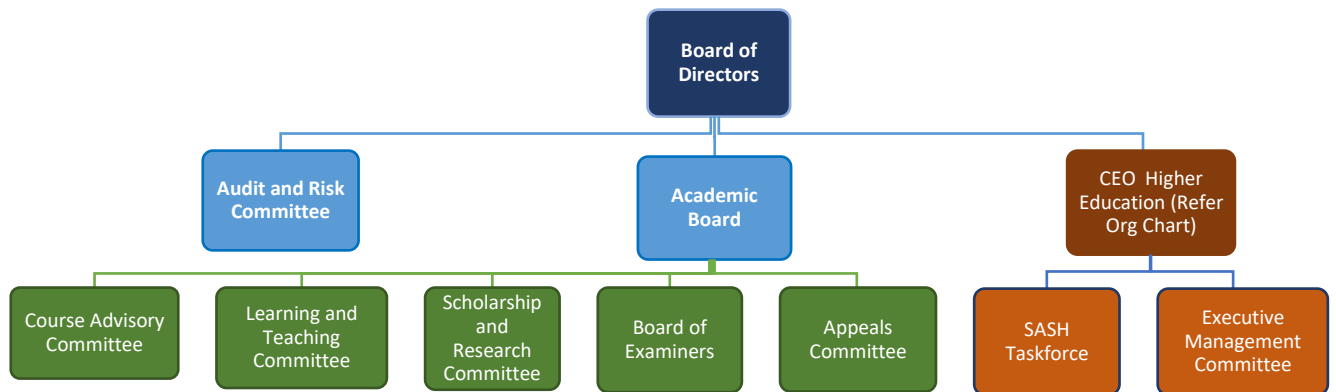 Board of
Directors
Audit and Risk
Committee
Academic
Board
CEO  Higher
Education (Refer
Org Chart)
Course Advisory
Committee
Learning and
Teaching
Committee
Scholarship
and
Research
Committee
Board of
Examiners
Appeals
Committee
SASH
Taskforce
Executive
Management
Committee